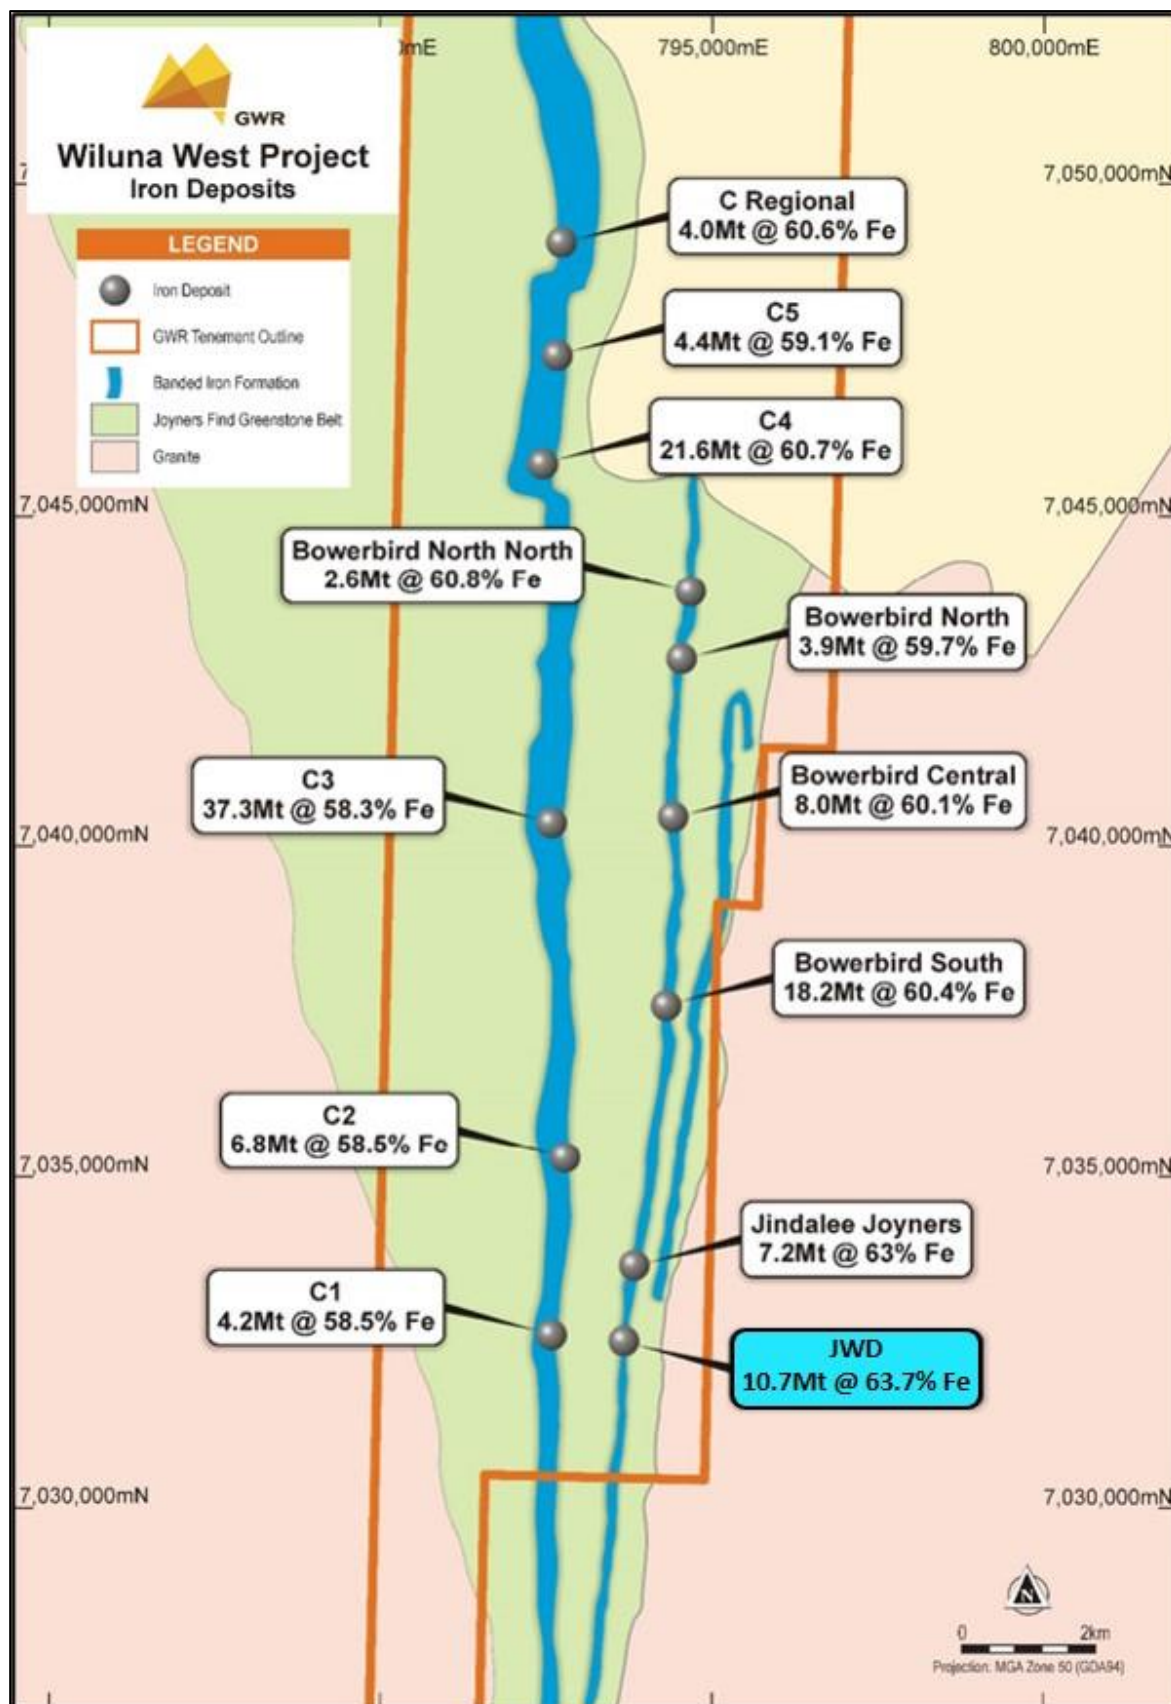 mE
795,000mE
800,000mE
GWR
Wiluna West Project
Iron Deposits
7,050,000mN
C Regional
4.0Mt @ 60.6% Fe
LEGEND
Iron Deposit
GWR Tenement Outline
Banded Iron Formation
Joyners Find Greenstone Belt
Granite
C5
4.4Mt @ 59.1% Fe
C4
21.6Mt @ 60.7% Fe
7,045,000mN
7,045,000mN
Bowerbird North North
2.6Mt @ 60.8% Fe
Bowerbird North
3.9Mt @ 59.7% Fe
C3
37.3Mt @ 58.3% Fe
Bowerbird Central
8.0Mt @ 60.1% Fe
7,040,000mN
7,040,000mN
Bowerbird South
18.2Mt @ 60.4% Fe
C2
6.8Mt @ 58.5% Fe
7,035,000mN
7,035,000mN
Jindalee Joyners
7.2Mt @ 63% Fe
C1
4.2Mt @ 58.5% Fe
JWD
10.7Mt @ 63.7% Fe
7,030,000mN
7,030,000mN
N
0 2km
Projection: MGA Zone 50 (GDA94)